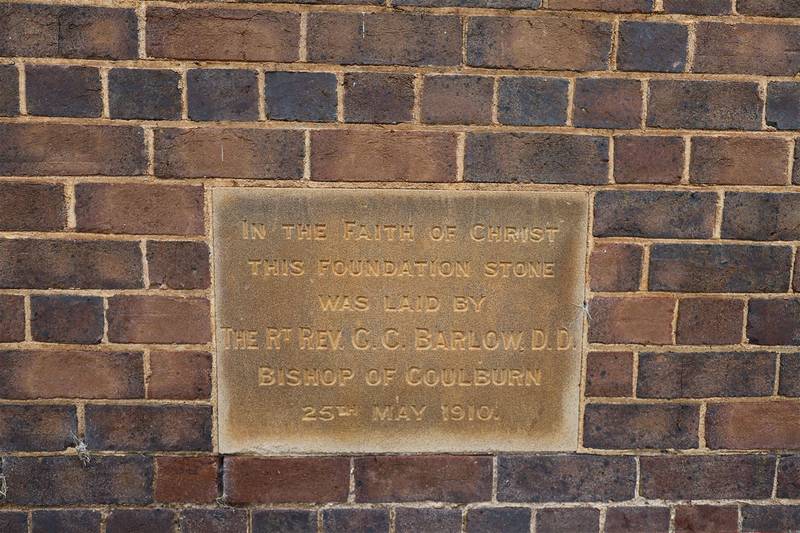 In the Faith of Christ
this foundation stone
was laid by
The Rt Rev. C. G. Barlow, D.D.
Bishop of Goulburn
25th May 1910.